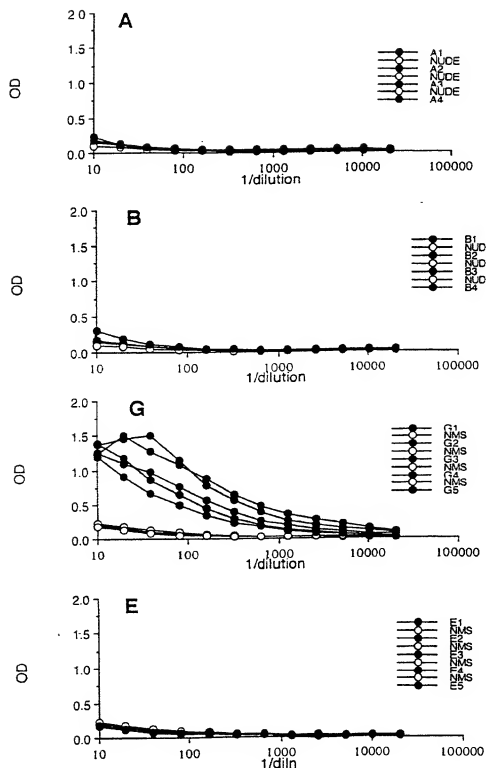 A
OD
2.0
1.5
1.0
0.5
0.0
10
100
1000
10000
100000
1/dilution
A1
NUDE
A2
NUDE
A3
NUDE
A4
B
OD
2.0
1.5
1.0
0.5
0.0
10
100
1000
10000
100000
1/dilution
B1
NUD
B2
NUD
B3
NUD
B4
G
OD
2.0
1.5
1.0
0.5
0.0
10
100
1000
10000
100000
1/dilution
G1
NMS
G2
NMS
G3
NMS
G4
NMS
G5
E
OD
2.0
1.5
1.0
0.5
0.0
10
100
1000
10000
100000
1/diln
E1
NMS
E2
NMS
E3
NMS
E4
NMS
E5